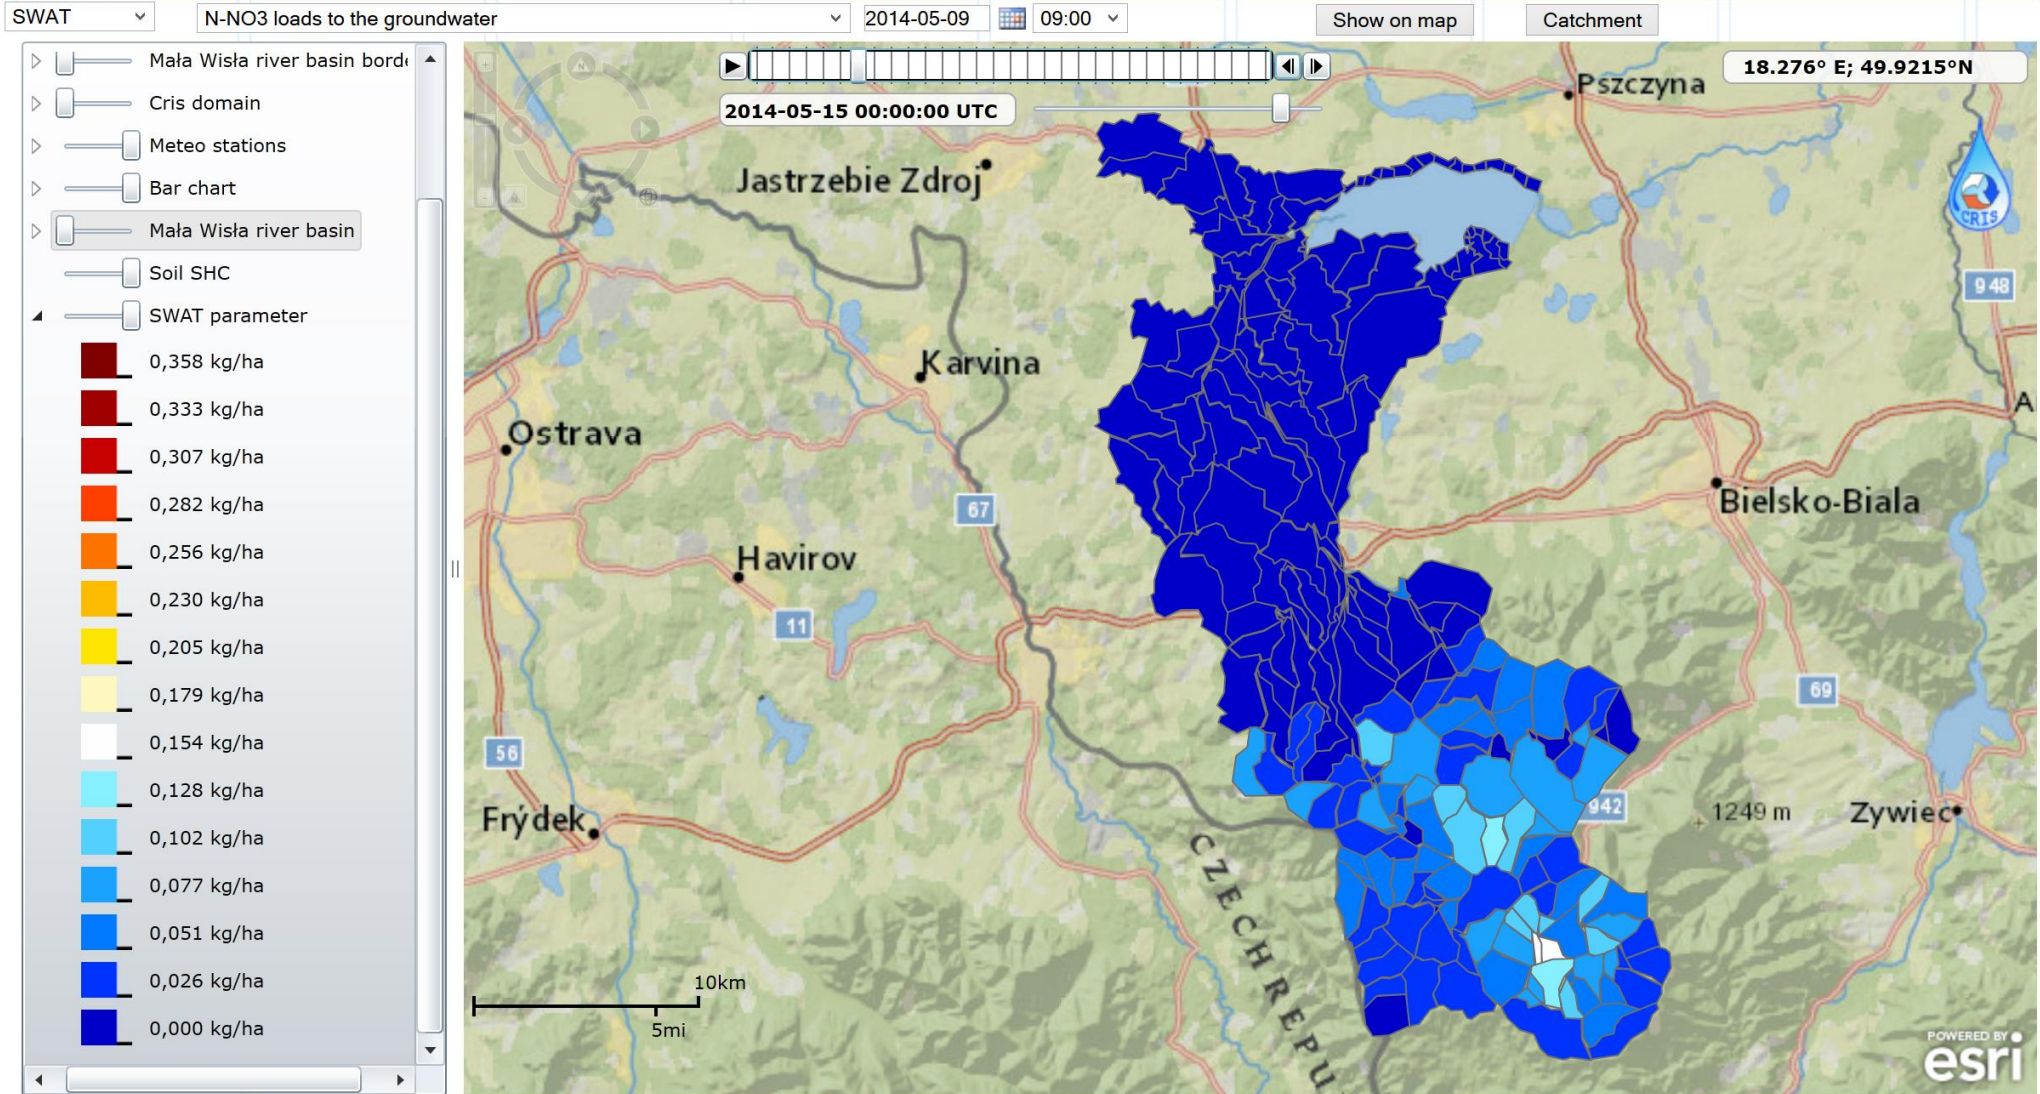 SWAT
N-NO3 loads to the groundwater
2014-05-09
09:00
Show on map
Catchment
Mała Wisła river basin borde
Cris domain
Meteo stations
Bar chart
Mała Wisła river basin
Soil SHC
SWAT parameter
0,358 kg/ha
0,333 kg/ha
0,307 kg/ha
0,282 kg/ha
0,256 kg/ha
0,230 kg/ha
0,205 kg/ha
0,179 kg/ha
0,154 kg/ha
0,128 kg/ha
0,102 kg/ha
0,077 kg/ha
0,051 kg/ha
0,026 kg/ha
0,000 kg/ha
2014-05-15 00:00:00 UTC
18.276° E; 49.9215°N
N
Pszczyna
Jastrzebie Zdroj
CRIS
948
Karvina
A
Ostrava
67
Bielsko-Biala
Havirov
11
69
56
942
1249 m
Zywiec
Frýdek
CZECH REPU
10km
5mi
POWERED BY
esri